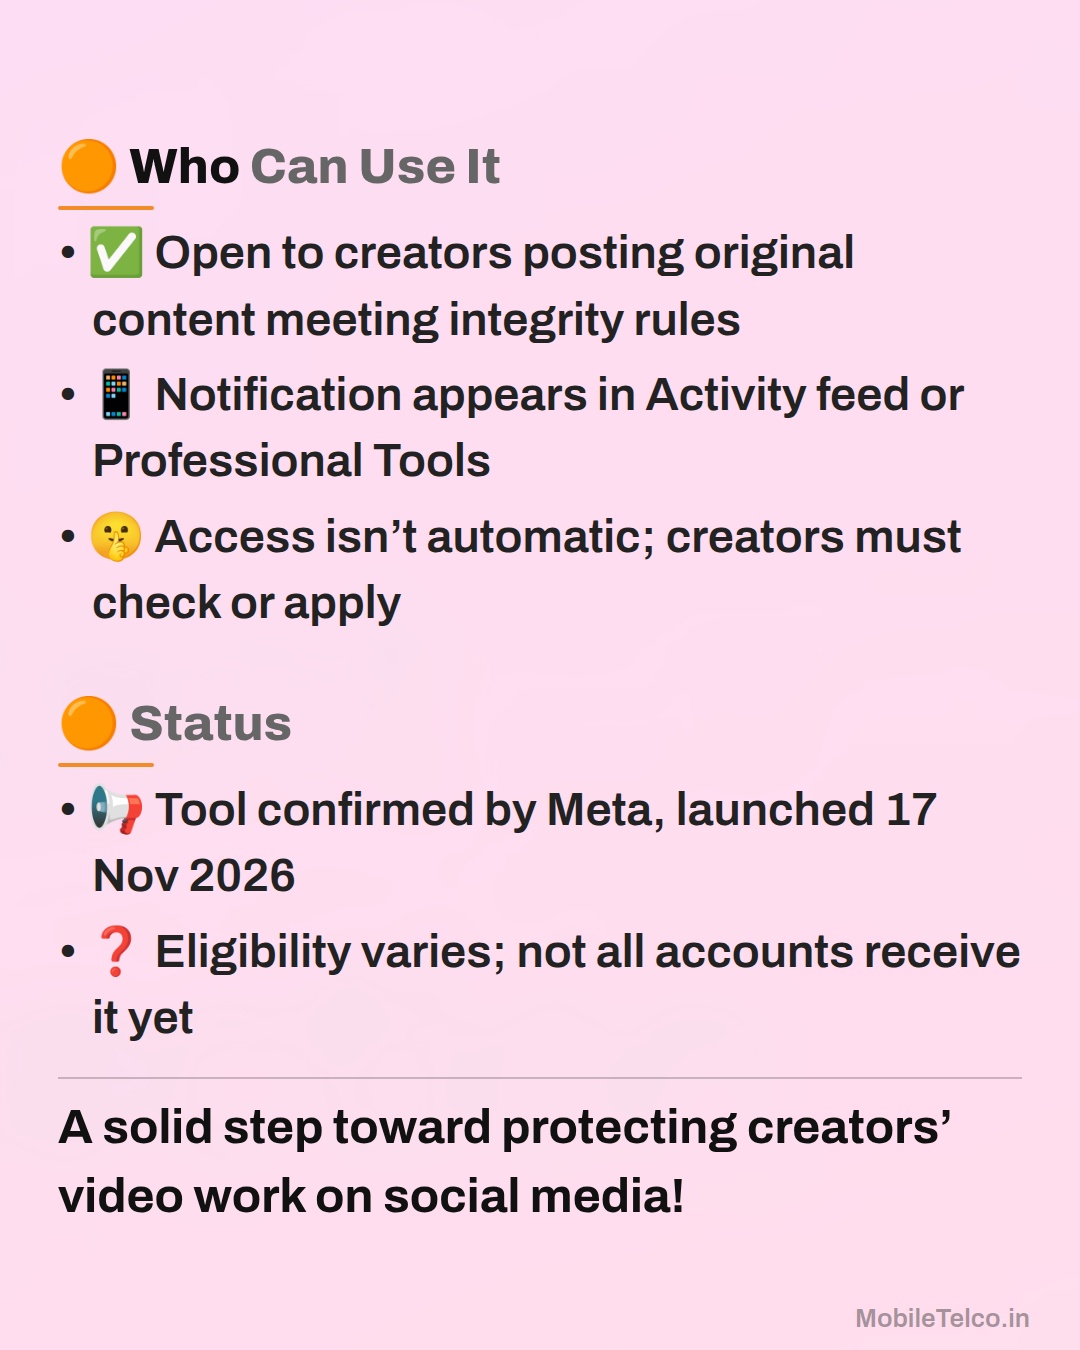 🟠 Who Can Use It
• ✅ Open to creators posting original
content meeting integrity rules
• 📱 Notification appears in Activity feed or
Professional Tools
• 🤫 Access isn’t automatic; creators must
check or apply
🟠 Status
• 📢 Tool confirmed by Meta, launched 17
Nov 2026
• ❓ Eligibility varies; not all accounts receive
it yet
A solid step toward protecting creators’
video work on social media!
MobileTelco.in